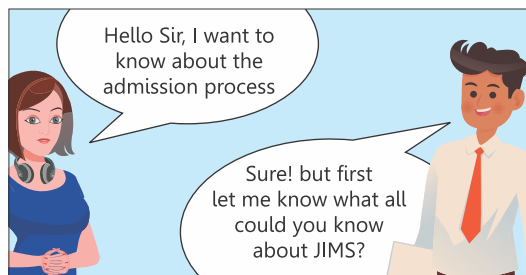 Hello Sir, I want to
know about the
admission process
Sure! but first
let me know what all
could you know
about JIMS?